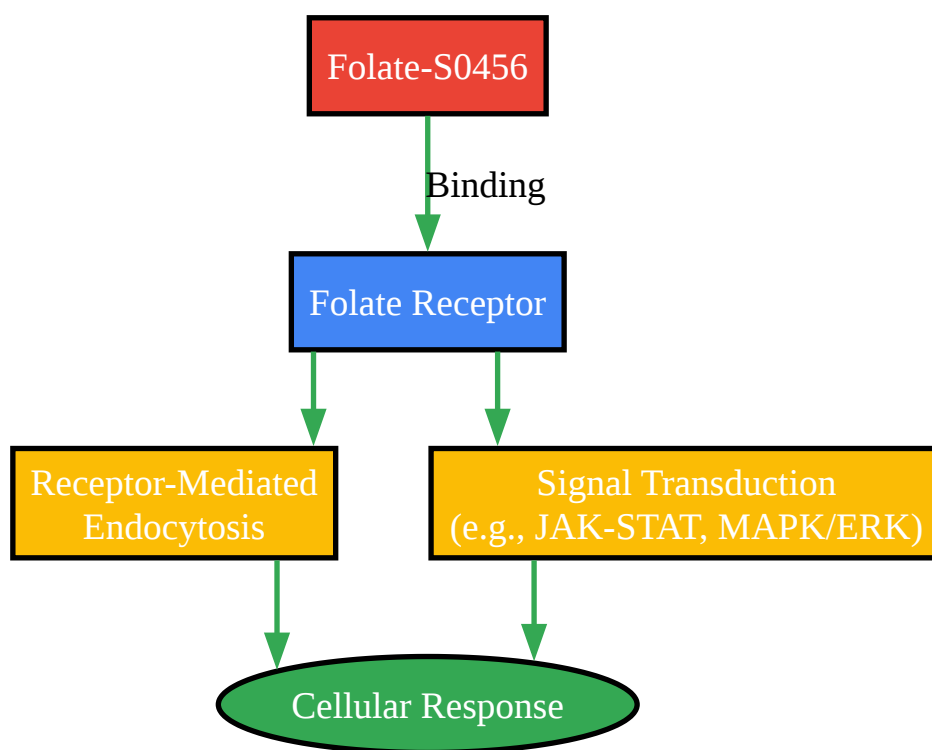 Folate-S0456
Binding
Folate Receptor
Receptor-Mediated
Endocytosis
Signal Transduction
(e.g., JAK-STAT, MAPK/ERK)
Cellular Response